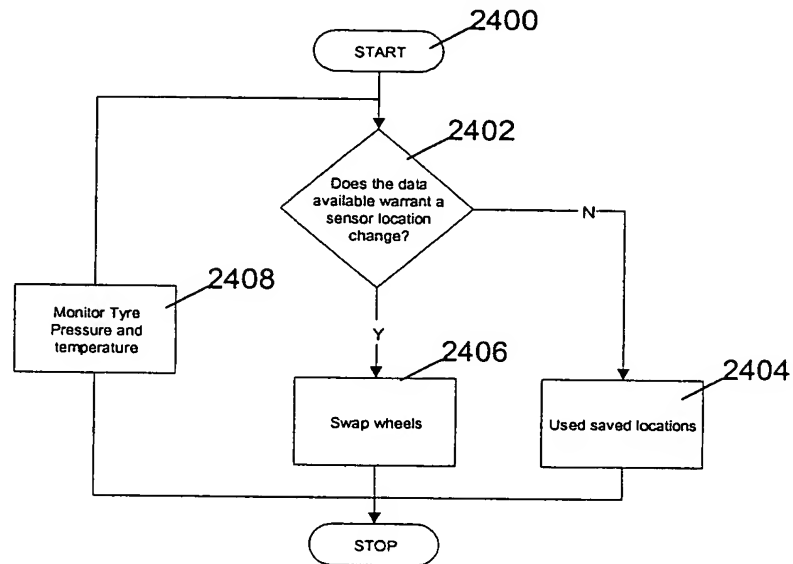 2400
START
2402
Does the data
available warrant a
sensor location
change?
N
2408
Monitor Tyre
Pressure and
temperature
Y
2406
Swap wheels
2404
Used saved locations
STOP